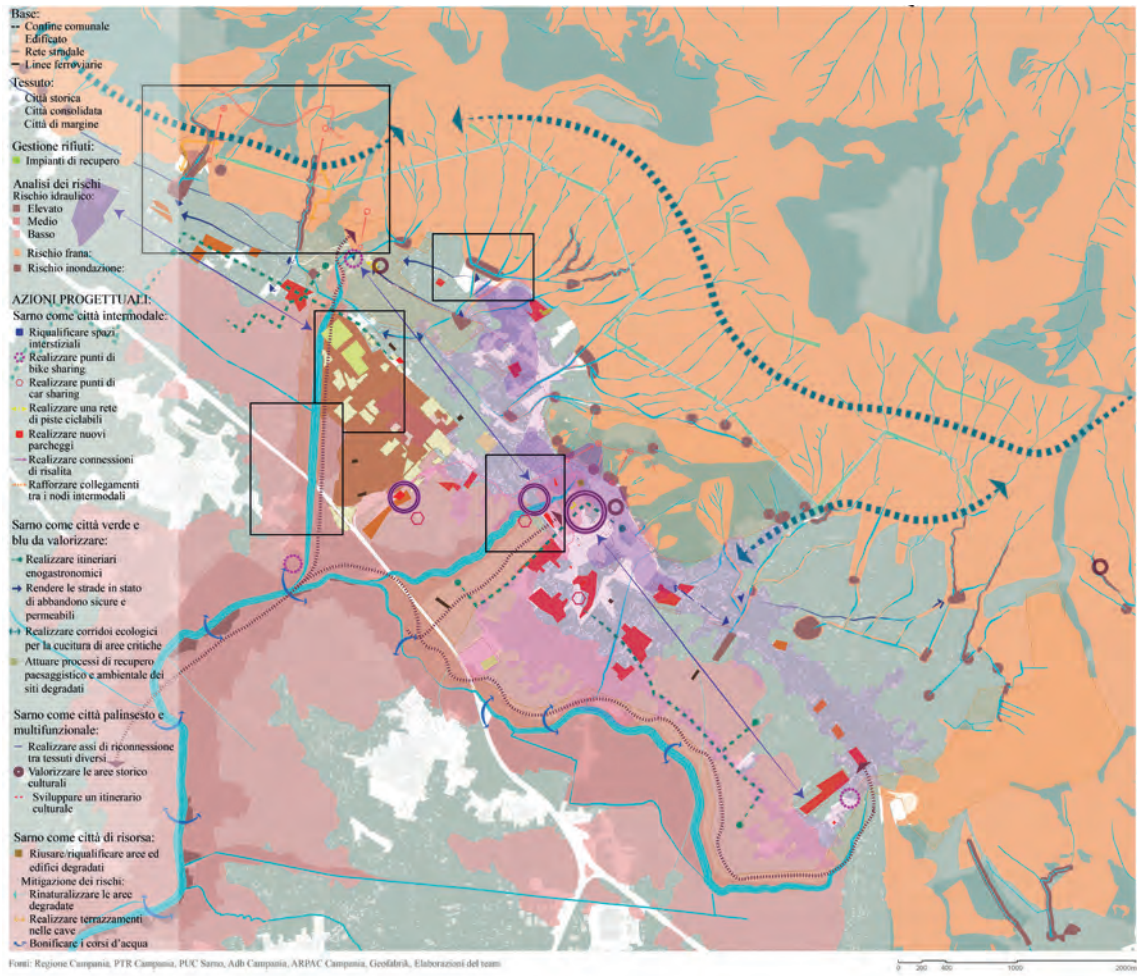 Base:
Confine comunale
Edificato
Rete stradale
Linee ferroviarie
Tessuto:
Città storica
Città consolidata
Città di margine
Gestione rifiuti:
Impianti di recupero
Analisi dei rischi
Rischio idraulico:
Elevato
Medio
Basso
Rischio frana:
Rischio inondazione:
AZIONI PROGETTUALI:
Sarno come città intermodale:
Riqualificare spazi
interstiziali
Realizzare punti di
bike sharing
Realizzare punti di
car sharing
Realizzare una rete
di piste ciclabili
Realizzare nuovi
parcheggi
Realizzare connessioni
di risalita
Rafforzare collegamenti
tra i nodi intermodali
Sarno come città verde e
blu da valorizzare:
Realizzare itineriari
enogastronomici
Rendere le strade in stato
di abbandono sicure e
permeabili
Realizzare corridoi ecologici
per la cucitura di aree critiche
Attuare processi di recupero
paesaggistico e ambientale dei
siti degradati
Sarno come città palinsesto e
multifunzionale:
Realizzare assi di riconnessione
tra tessuti diversi
Valorizzare le aree storico
culturali
Sviluppare un itinerario
culturale
Sarno come città di risorsa:
Riusare/riqualificare aree ed
edifici degradati
Mitigazione dei rischi:
Rinaturalizzare le aree
degradate
Realizzare terrazzamenti
nelle cave
Bonificare i corsi d'acqua
Fonti: Regione Campania, PTR Campania, PUC Sarno, Adb Campania, ARPAC Campania, Geofabrik, Elaborazioni del team
0 200 400 1000 2000m